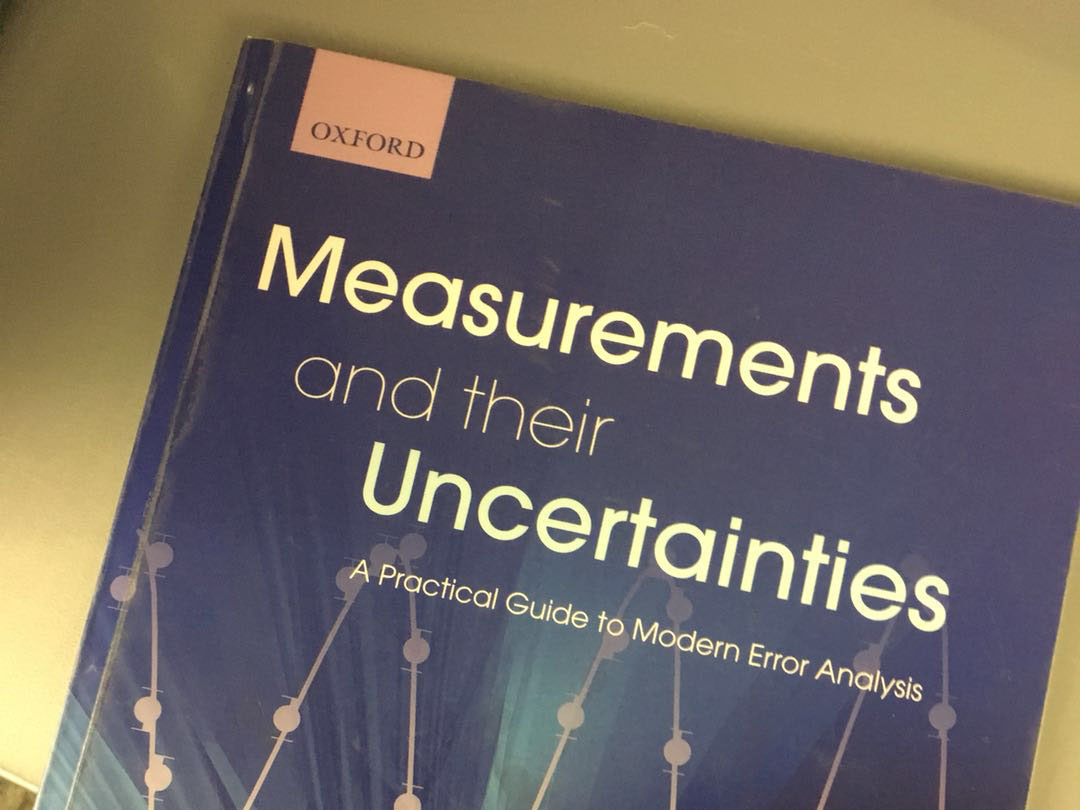 OXFORD
Measurements
and their
Uncertainties
A Practical Guide to Modern Error Analysis